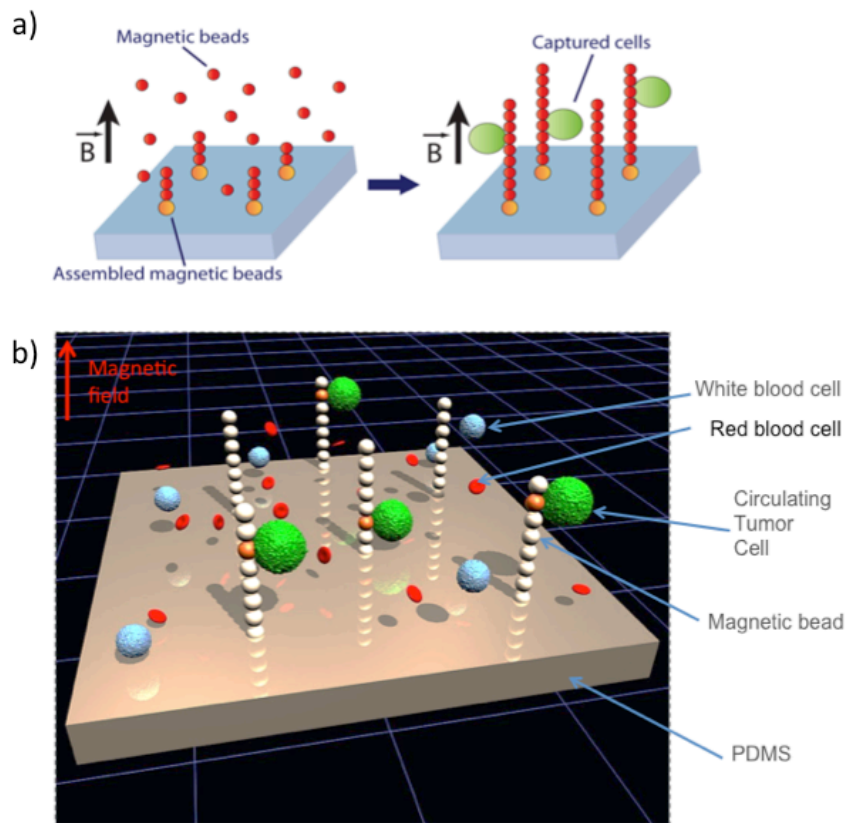 a)
Magnetic beads
Captured cells
B
B
Assembled magnetic beads
b)
Magnetic
field
White blood cell
Red blood cell
Circulating
Tumor
Cell
Magnetic bead
PDMS